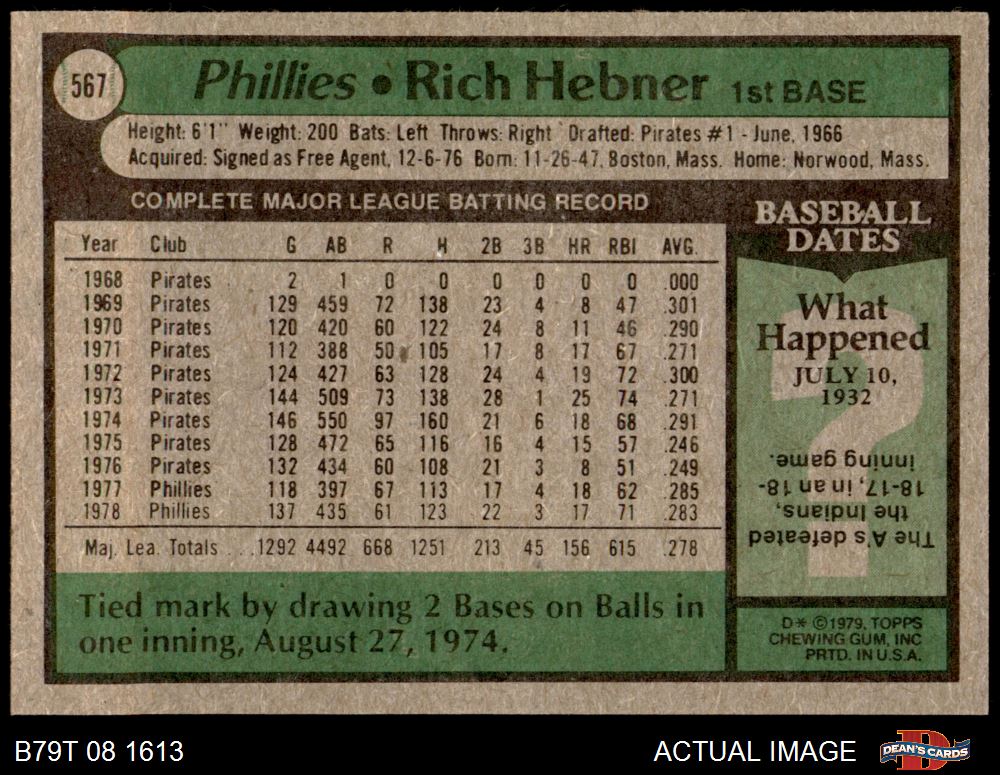 567
Phillies • Rich Hebner 1st BASE
Height: 6'1" Weight: 200 Bats: Left Throws: Right Drafted: Pirates #1 - June, 1966
Acquired: Signed as Free Agent, 12-6-76 Born: 11-26-47, Boston, Mass. Home: Norwood, Mass.
COMPLETE MAJOR LEAGUE BATTING RECORD
Year Club G AB R H 2B 3B HR RBI AVG.
1968 Pirates 2 1 0 0 0 0 0 0 .000
1969 Pirates 129 459 72 138 23 4 8 47 .301
1970 Pirates 120 420 60 122 24 8 11 46 .290
1971 Pirates 112 388 50 105 17 8 17 67 .271
1972 Pirates 124 427 63 128 24 4 19 72 .300
1973 Pirates 144 509 73 138 28 1 25 74 .271
1974 Pirates 146 550 97 160 21 6 18 68 .291
1975 Pirates 128 472 65 116 16 4 15 57 .246
1976 Pirates 132 434 60 108 21 3 8 51 .249
1977 Phillies 118 397 67 113 17 4 18 62 .285
1978 Phillies 137 435 61 123 22 3 17 71 .283
Maj. Lea. Totals ...1292 4492 668 1251 213 45 156 615 .278
Tied mark by drawing 2 Bases on Balls in
one inning, August 27, 1974.
BASEBALL
DATES
What
Happened
JULY 10,
1932
?
The A's defeated
the Indians,
18-17, in an 18-
inning game.
D* ©1979, TOPPS
CHEWING GUM, INC
PRTD. IN U.S.A.
B79T 08 1613
ACTUAL IMAGE
D
DEAN'S CARDS